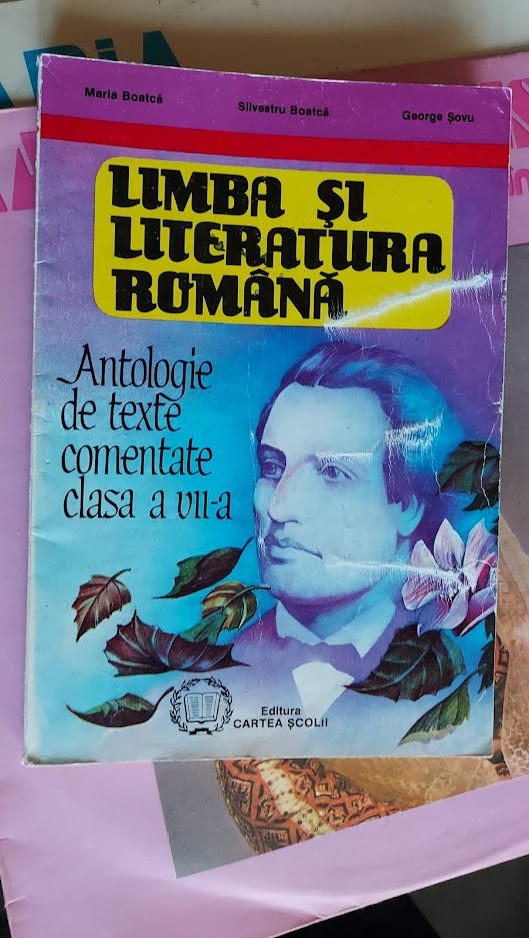 Maria Boatcă
Silvestru Boatcă
George Șovu
LIMBA ȘI
LITERATURA
ROMÂNĂ
Antologie
de texte
comentate
clasa a VII-a
Editura
CARTEA ȘCOLII